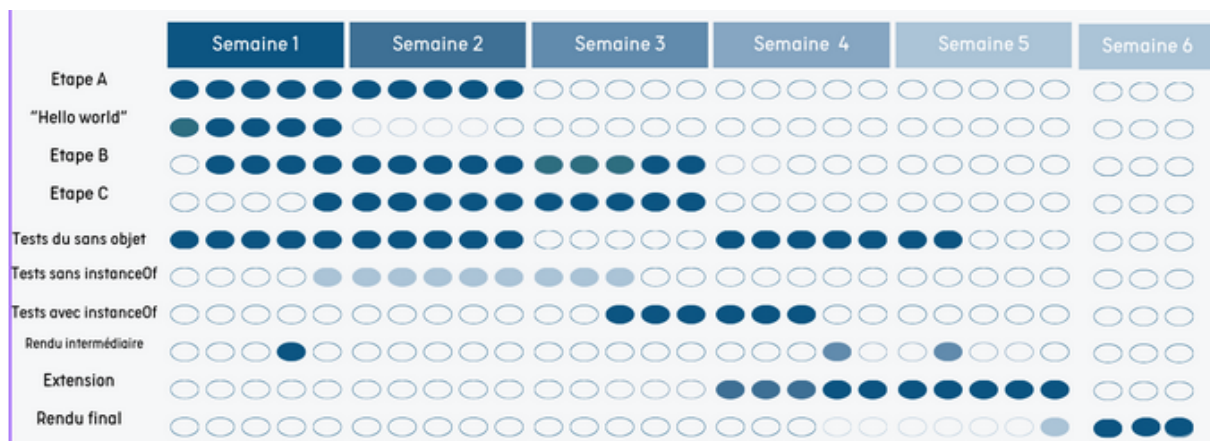 Semaine 1 Semaine 2 Semaine 3 Semaine 4 Semaine 5 Semaine 6
Etape A
"Hello world"
Etape B
Etape C
Tests du sans objet
Tests sans instanceOf
Tests avec instanceOf
Rendu intermédiaire
Extension
Rendu final